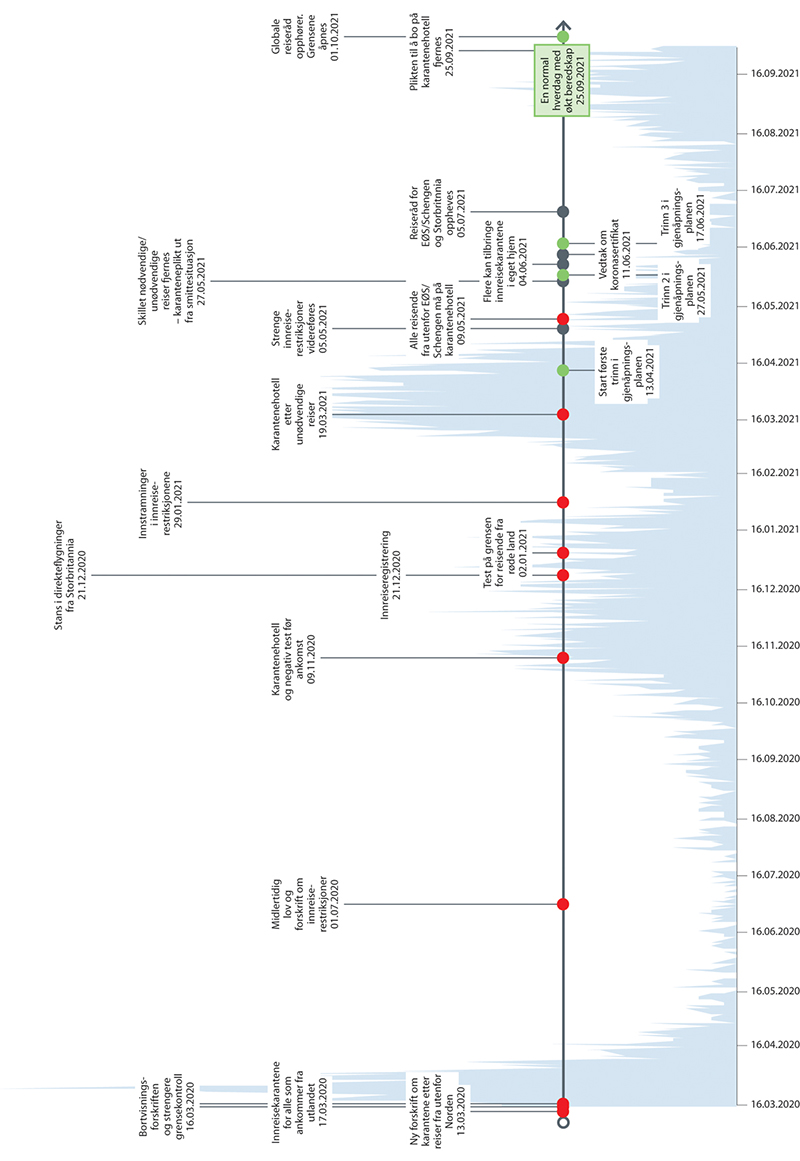 Stans i direkteflygninger
fra Storbritannia
21.12.2020
Bortvisnings-
forskriften
og strengere
grensekontroll
16.03.2020
Innstramninger
i innreise-
restriksjonene
29.01.2021
Skillet nødvendige/
unødvendige
reiser fjernes
– karanteneplikt ut
fra smittesituasjon
27.05.2021
Innreisekarantene
for alle som
ankommer fra
utlandet
17.03.2020
Midlertidig
lov og
forskrift om
innreise-
restriksjoner
01.07.2020
Karantenehotell
og negativ test før
ankomst
09.11.2020
Karantenehotell
etter
unødvendige
reiser
19.03.2021
Strenge
innreise-
restriksjoner
videreføres
05.05.2021
Globale
reiseråd
opphører.
Grensene
åpnes
01.10.2021
Innreiseregistrering
21.12.2020
Ny forskrift om
karantene etter
reiser fra utenfor
Norden
13.03.2020
Alle reisende
fra utenfor EØS/
Schengen må på
karantenehotell
09.05.2021
Reiseråd for
EØS/Schengen
og Storbritnnia
oppheves
05.07.2021
Plikten til å bo på
karantenehotell
fjernes
25.09.2021
Test på grensen
for reisende fra
røde land
02.01.2021
Flere kan tilbringe
innreisekarantene
i eget hjem
04.06.2021
En normal
hverdag med
økt beredskap
25.09.2021
Start første
trinn i
gjenåpnings-
planen
13.04.2021
Vedtak om
koronasertifikat
11.06.2021
Trinn 2 i
gjenåpnings-
planen
27.05.2021
Trinn 3 i
gjenåpnings-
planen
17.06.2021
16.03.2020
16.04.2020
16.05.2020
16.06.2020
16.07.2020
16.08.2020
16.09.2020
16.10.2020
16.11.2020
16.12.2020
16.01.2021
16.02.2021
16.03.2021
16.04.2021
16.05.2021
16.06.2021
16.07.2021
16.08.2021
16.09.2021